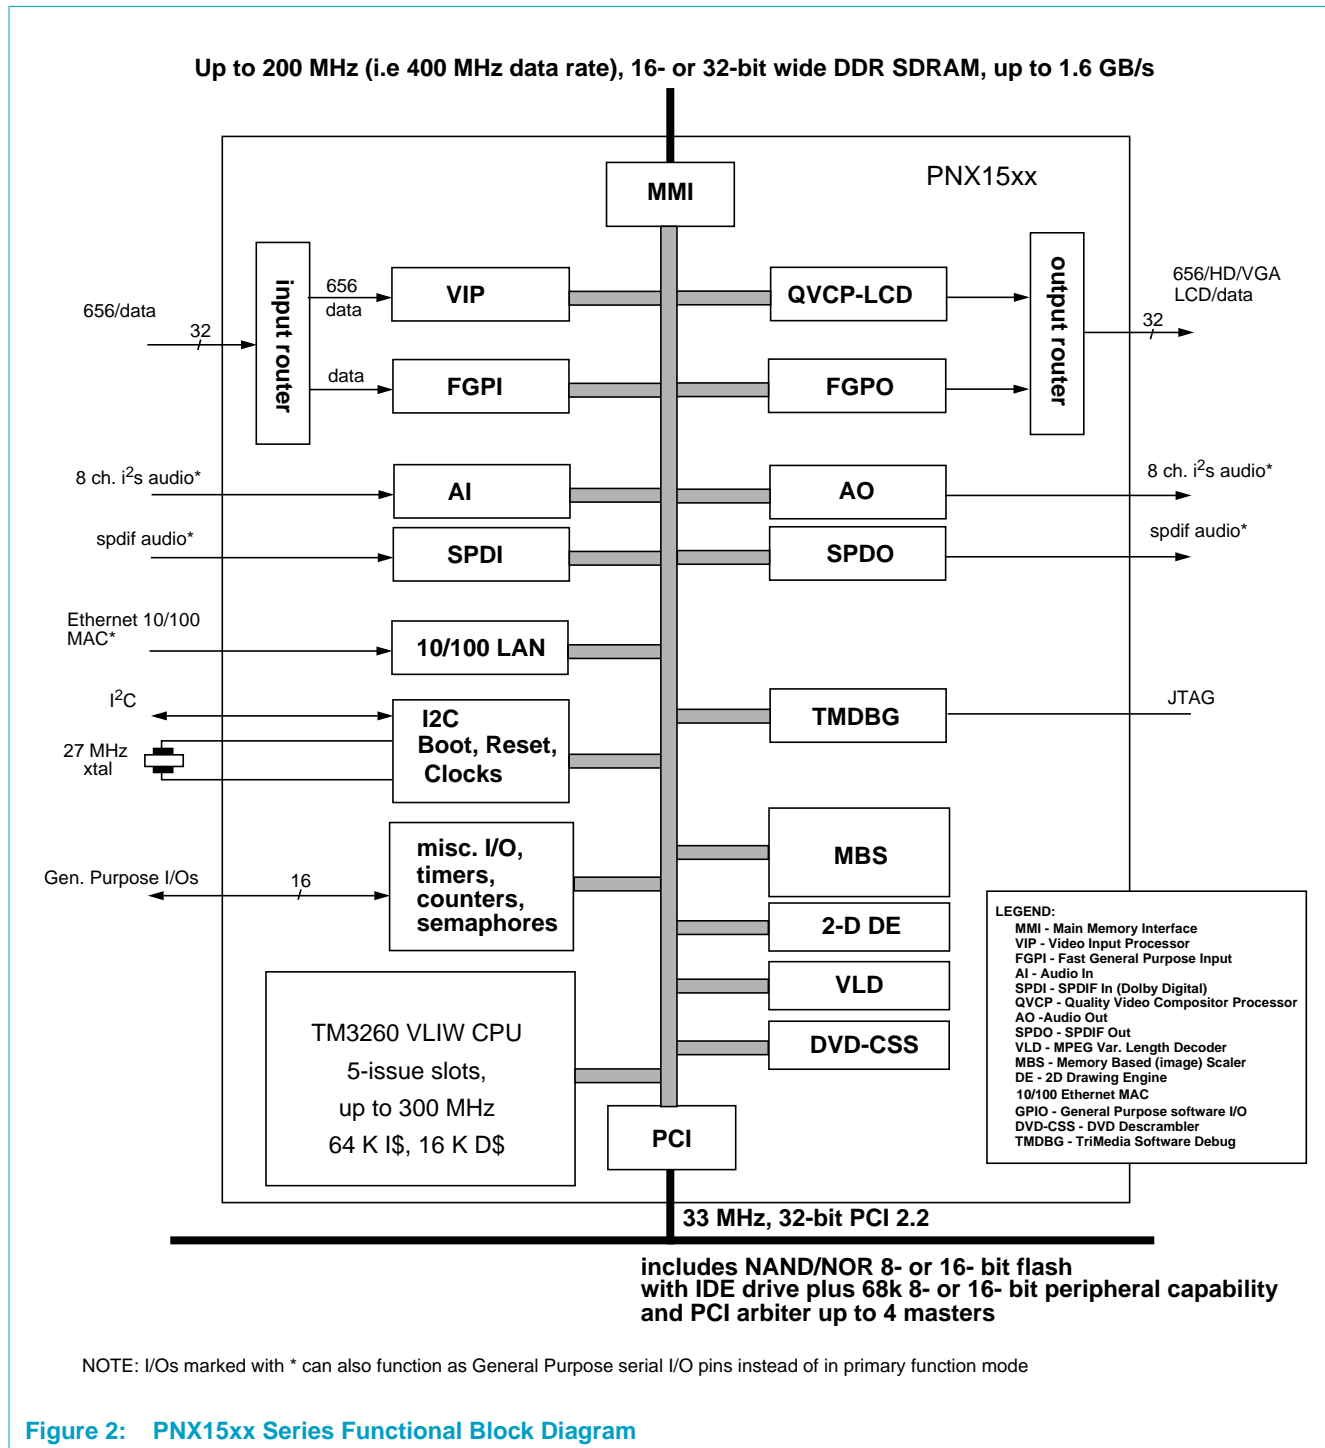 Up to 200 MHz (i.e 400 MHz data rate), 16- or 32-bit wide DDR SDRAM, up to 1.6 GB/s
PNX15xx
MMI
656/data
32
input router
656
data
data
VIP
FGPI
QVCP-LCD
FGPO
output router
656/HD/VGA
LCD/data
32
8 ch. i2s audio*
AI
AO
8 ch. i2s audio*
spdif audio*
SPDI
SPDO
spdif audio*
Ethernet 10/100
MAC*
10/100 LAN
I2C
27 MHz
xtal
I2C
Boot, Reset,
Clocks
TMDBG
JTAG
Gen. Purpose I/Os
16
misc. I/O,
timers,
counters,
semaphores
MBS
2-D DE
VLD
DVD-CSS
TM3260 VLIW CPU
5-issue slots,
up to 300 MHz
64 K I$, 16 K D$
PCI
LEGEND:
MMI - Main Memory Interface
VIP - Video Input Processor
FGPI - Fast General Purpose Input
AI - Audio In
SPDI - SPDIF In (Dolby Digital)
QVCP - Quality Video Compositor Processor
AO -Audio Out
SPDO - SPDIF Out
VLD - MPEG Var. Length Decoder
MBS - Memory Based (image) Scaler
DE - 2D Drawing Engine
10/100 Ethernet MAC
GPIO - General Purpose software I/O
DVD-CSS - DVD Descrambler
TMDBG - TriMedia Software Debug
33 MHz, 32-bit PCI 2.2
includes NAND/NOR 8- or 16- bit flash
with IDE drive plus 68k 8- or 16- bit peripheral capability
and PCI arbiter up to 4 masters
NOTE: I/Os marked with * can also function as General Purpose serial I/O pins instead of in primary function mode
Figure 2: PNX15xx Series Functional Block Diagram